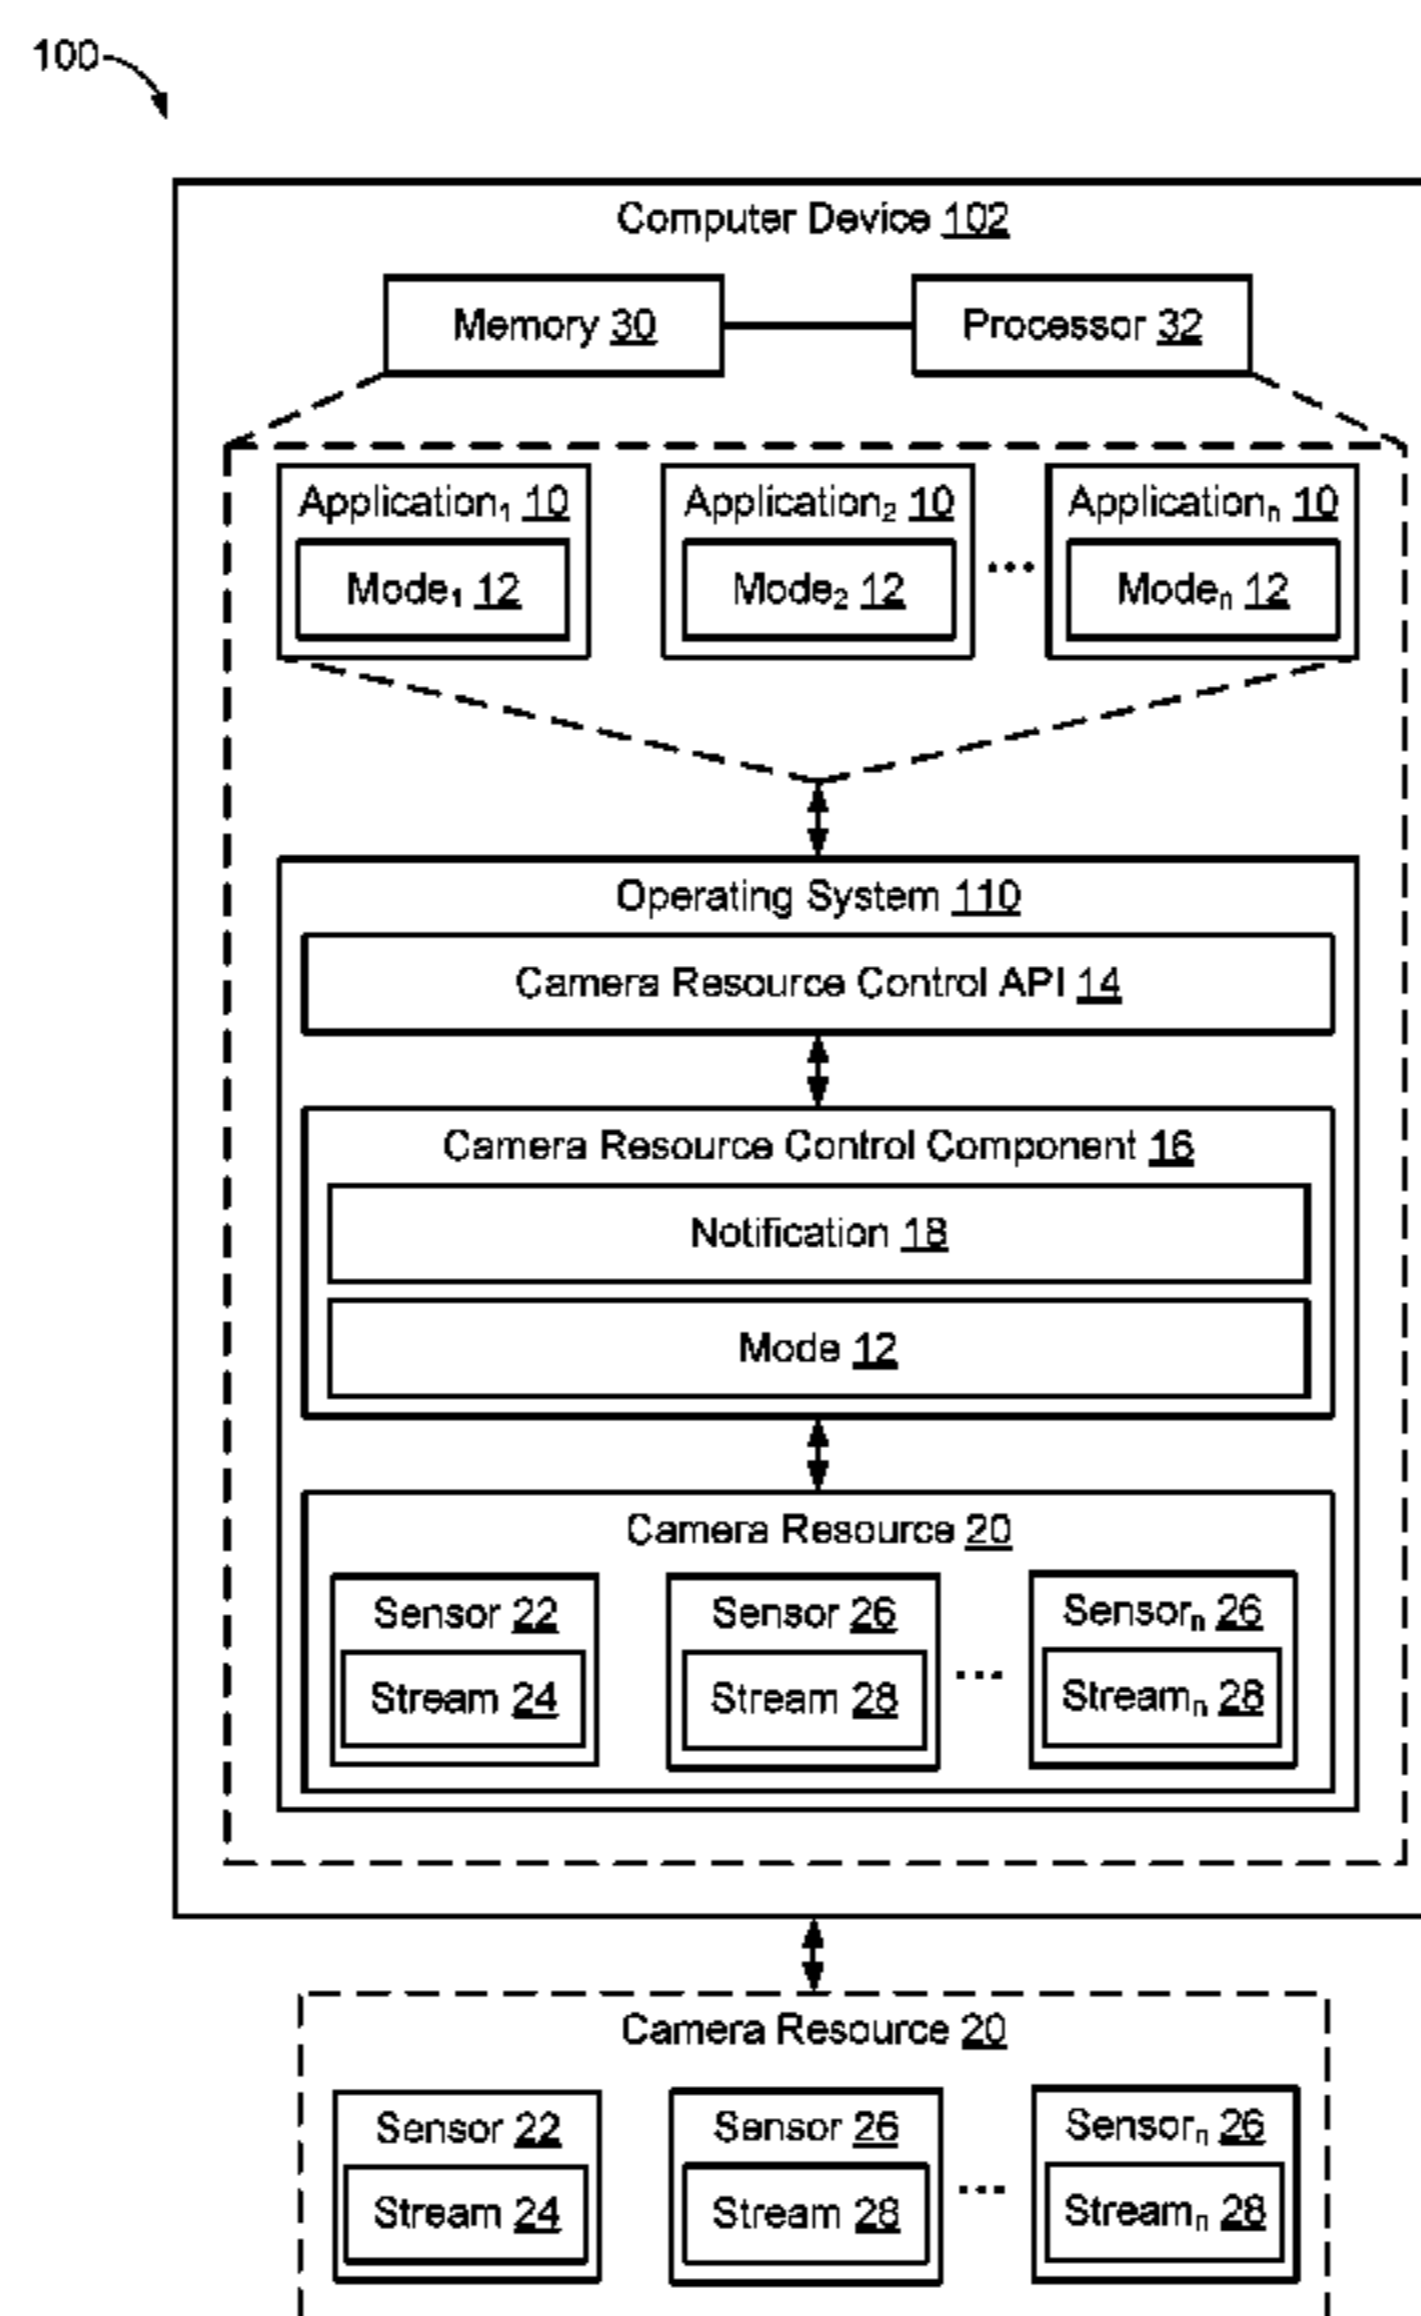 100
Computer Device 102
Memory 30 Processor 32
Application₁ 10 Application₂ 10 Applicationₙ 10
Mode₁ 12 Mode₂ 12 ... Modeₙ 12
Operating System 110
Camera Resource Control API 14
Camera Resource Control Component 16
Notification 18
Mode 12
Camera Resource 20
Sensor 22 Sensor 26 Sensorₙ 26
Stream 24 Stream 28 ... Streamₙ 28
Camera Resource 20
Sensor 22 Sensor 26 Sensorₙ 26
Stream 24 Stream 28 ... Streamₙ 28